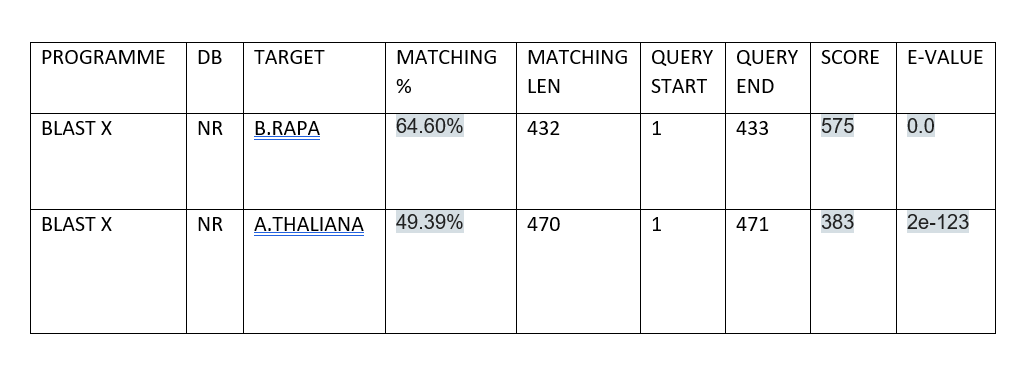 PROGRAMME DB TARGET MATCHING % MATCHING LEN QUERY START QUERY END SCORE E-VALUE
BLAST X NR B.RAPA 64.60% 432 1 433 575 0.0
BLAST X NR A.THALIANA 49.39% 470 1 471 383 2e-123